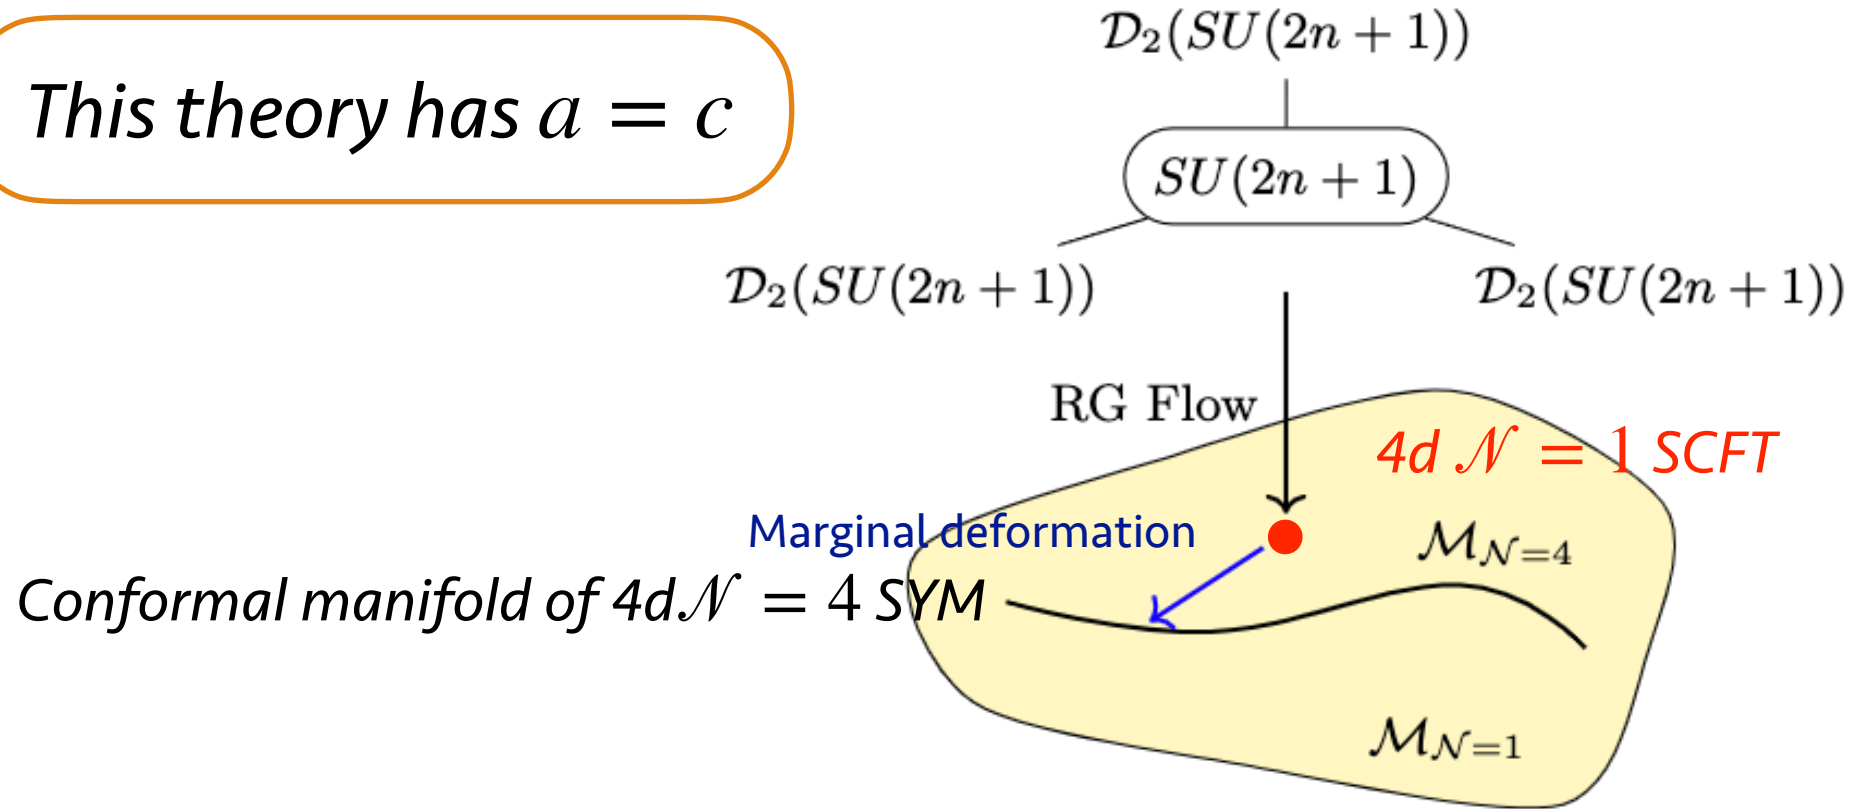 𝒟₂(SU(2n + 1))
This theory has a = c
SU(2n + 1)
𝒟₂(SU(2n + 1))
𝒟₂(SU(2n + 1))
RG Flow
4d 𝒩 = 1 SCFT
Marginal deformation
ℳ_{𝒩=4}
Conformal manifold of 4d𝒩 = 4 SYM
ℳ_{𝒩=1}